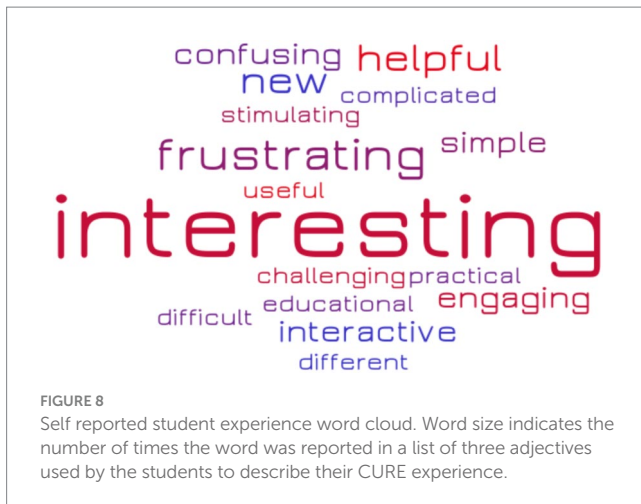 confusing helpful
new complicated
stimulating
frustrating simple
useful
interesting
challenging practical
educational engaging
difficult interactive
different
FIGURE 8
Self reported student experience word cloud. Word size indicates the
number of times the word was reported in a list of three adjectives
used by the students to describe their CURE experience.